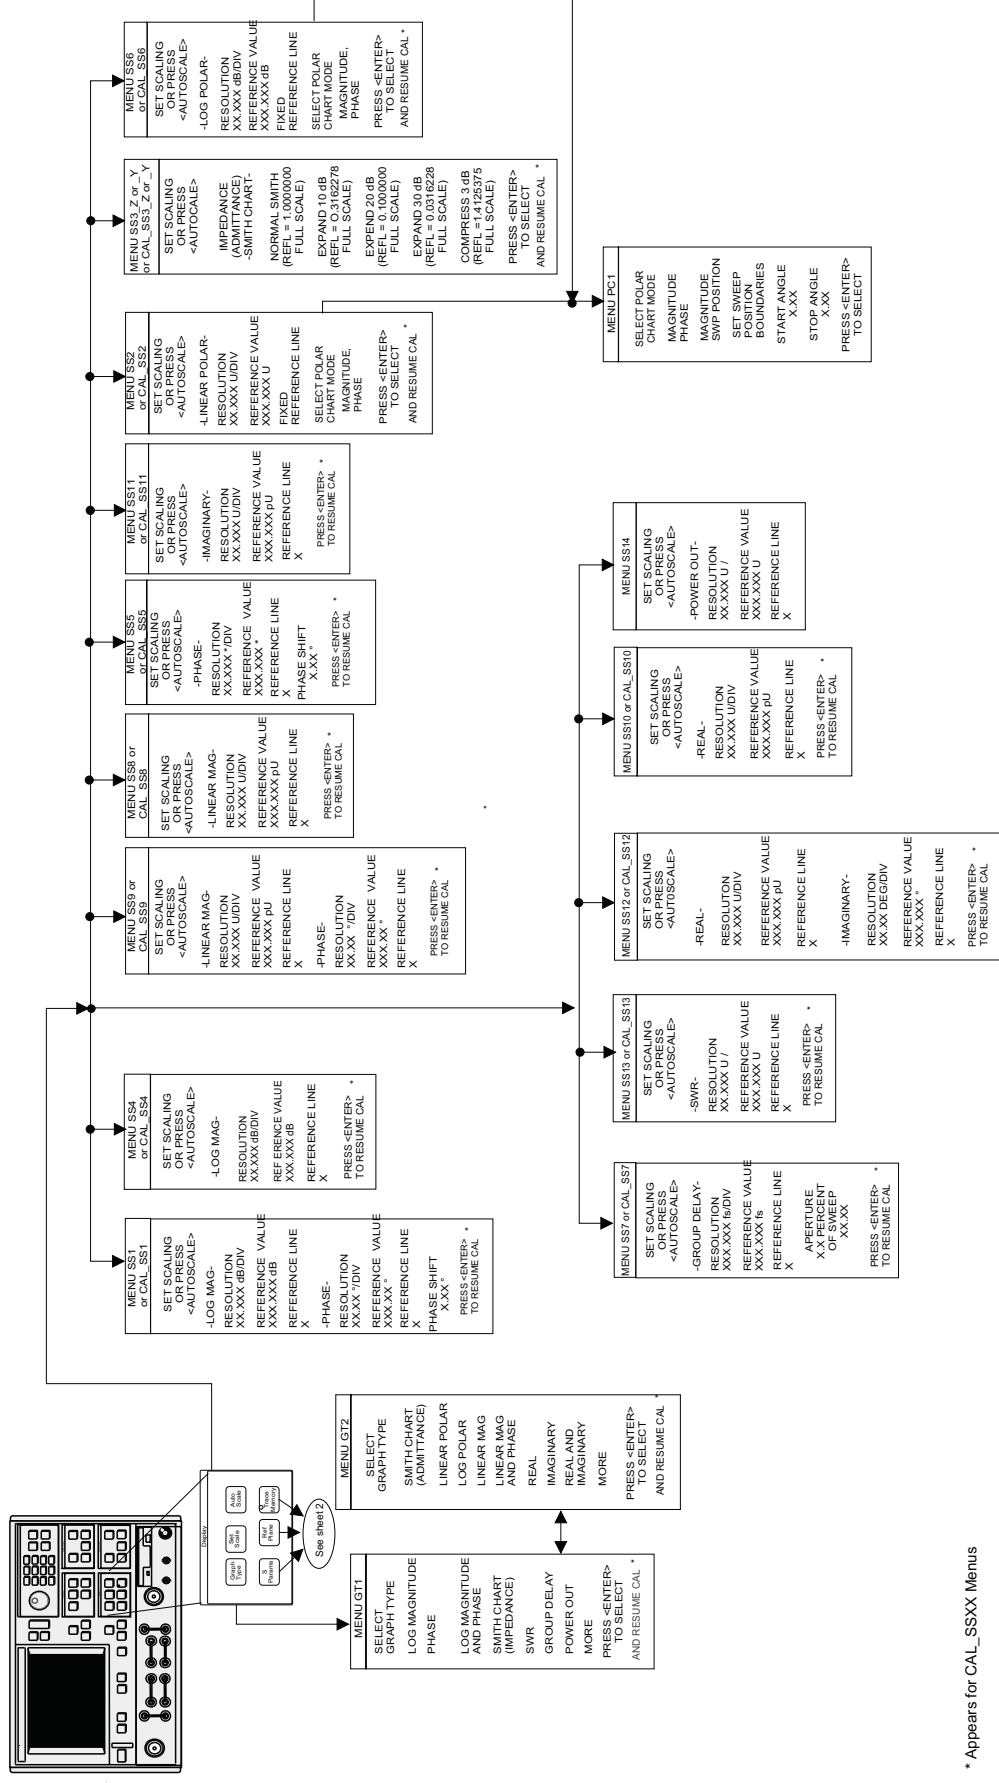 Display
Graph
Type
Set
Scale
Auto
Scale
S
Params
Ref
Plane
Trace
Memory
See sheet 2
MENU GT1
SELECT
GRAPH TYPE
LOG MAGNITUDE
PHASE
LOG MAGNITUDE
AND PHASE
SMITH CHART
(IMPEDANCE)
SWR
GROUP DELAY
POWER OUT
MORE
PRESS <ENTER>
TO SELECT
AND RESUME CAL *
MENU GT2
SELECT
GRAPH TYPE
SMITH CHART
(ADMITTANCE)
LINEAR POLAR
LOG POLAR
LINEAR MAG
LINEAR MAG
AND PHASE
REAL
IMAGINARY
REAL AND
IMAGINARY
MORE
PRESS <ENTER>
TO SELECT
AND RESUME CAL *
MENU SS1
or CAL_SS1
SET SCALING
OR PRESS
<AUTOSCALE>
-LOG MAG-
RESOLUTION
XX.XXX dB/DIV
REFERENCE VALUE
XXX.XXX dB
REFERENCE LINE
X
-PHASE-
RESOLUTION
XX.XX °/DIV
REFERENCE VALUE
XXX.XX °
REFERENCE LINE
X
PHASE SHIFT
X.XX °
PRESS <ENTER> *
TO RESUME CAL
MENU SS4
or CAL_SS4
SET SCALING
OR PRESS
<AUTOSCALE>
-LOG MAG-
RESOLUTION
XX.XXX dB/DIV
REF ERENCE VALUE
XXX.XXX dB
REFERENCE LINE
X
PRESS <ENTER> *
TO RESUME CAL
MENU SS9 or
CAL_SS9
SET SCALING
OR PRESS
<AUTOSCALE>
-LINEAR MAG-
RESOLUTION
XX.XXX U/DIV
REFERENCE VALUE
XXX.XXX pU
REFERENCE LINE
X
-PHASE-
RESOLUTION
XX.XX °/DIV
REFERENCE VALUE
XXX.XX °
REFERENCE LINE
X
PRESS <ENTER> *
TO RESUME CAL
MENU SS8 or
CAL_SS8
SET SCALING
OR PRESS
<AUTOSCALE>
-LINEAR MAG-
RESOLUTION
XX.XXX U/DIV
REFERENCE VALUE
XXX.XXX pU
REFERENCE LINE
X
PRESS <ENTER> *
TO RESUME CAL
MENU SS5
or CAL_SS5
SET SCALING
OR PRESS
<AUTOSCALE>
-PHASE-
RESOLUTION
XX.XXX °/DIV
REFERENCE VALUE
XXX.XXX °
REFERENCE LINE
X
PHASE SHIFT
X.XX °
PRESS <ENTER> *
TO RESUME CAL
MENU SS11
or CAL_SS11
SET SCALING
OR PRESS
<AUTOSCALE>
-IMAGINARY-
RESOLUTION
XX.XXX U/DIV
REFERENCE VALUE
XXX.XXX pU
REFERENCE LINE
X
PRESS <ENTER> *
TO RESUME CAL
MENU SS2
or CAL_SS2
SET SCALING
OR PRESS
<AUTOSCALE>
-LINEAR POLAR-
RESOLUTION
XX.XXX U/DIV
REFERENCE VALUE
XXX.XXX U
FIXED
REFERENCE LINE
SELECT POLAR
CHART MODE
MAGNITUDE,
PHASE
PRESS <ENTER>
TO SELECT
AND RESUME CAL *
MENU SS3_Z or _Y
or CAL_SS3_Z or _Y
SET SCALING
OR PRESS
<AUTOCALE>
IMPEDANCE
(ADMITTANCE)
-SMITH CHART-
NORMAL SMITH
(REFL = 1.0000000
FULL SCALE)
EXPAND 10 dB
(REFL = O.3162278
FULL SCALE)
EXPEND 20 dB
(REFL = 0.1000000
FULL SCALE)
EXPAND 30 dB
(REFL = 0.0316228
FULL SCALE)
COMPRESS 3 dB
(REFL =1.4125375
FULL SCALE)
PRESS <ENTER>
TO SELECT
AND RESUME CAL *
MENU SS6
or CAL_SS6
SET SCALING
OR PRESS
<AUTOSCALE>
-LOG POLAR-
RESOLUTION
XX.XXX dB/DIV
REFERENCE VALUE
XXX.XXX dB
FIXED
REFERENCE LINE
SELECT POLAR
CHART MODE
MAGNITUDE,
PHASE
PRESS <ENTER>
TO SELECT
AND RESUME CAL *
*
MENU SS7 or CAL_SS7
SET SCALING
OR PRESS
<AUTOSCALE>
-GROUP DELAY-
RESOLUTION
XXX.XXX fs/DIV
REFERENCE VALUE
XXX.XXX fs
REFERENCE LINE
X
APERTURE
X.X PERCENT
OF SWEEP
XX.XX
PRESS <ENTER> *
TO RESUME CAL
MENU SS13 or CAL_SS13
SET SCALING
OR PRESS
<AUTOSCALE>
-SWR-
RESOLUTION
XX.XXX U /
REFERENCE VALUE
XXX.XXX U
REFERENCE LINE
X
PRESS <ENTER> *
TO RESUME CAL
MENU SS12 or CAL_SS12
SET SCALING
OR PRESS
<AUTOSCALE>
-REAL-
RESOLUTON
XX.XXX U/DIV
REFERENCE VALUE
XXX.XXX pU
REFERENCE LINE
X
-IMAGINARY-
RESOLUTION
XX.XX DEG/DIV
REFERENCE VALUE
XXX.XXX °
REFERENCE LINE
X
PRESS <ENTER> *
TO RESUME CAL
MENU SS10 or CAL_SS10
SET SCALING
OR PRESS
<AUTOSCALE>
-REAL-
RESOLUTION
XX.XXX U/DIV
REFERENCE VALUE
XXX.XXX pU
REFERENCE LINE
X
PRESS <ENTER> *
TO RESUME CAL
MENU SS14
SET SCALING
OR PRESS
<AUTOSCALE>
-POWER OUT-
RESOLUTION
XX.XXX U /
REFERENCE VALUE
XXX.XXX U
REFERENCE LINE
X
MENU PC1
SELECT POLAR
CHART MODE
MAGNITUDE
PHASE
MAGNITUDE
SWP POSITION
SET SWEEP
POSITION
BOUNDARIES
START ANGLE
X.XX
STOP ANGLE
X.XX
PRESS <ENTER>
TO SELECT
* Appears for CAL_SSXX Menus